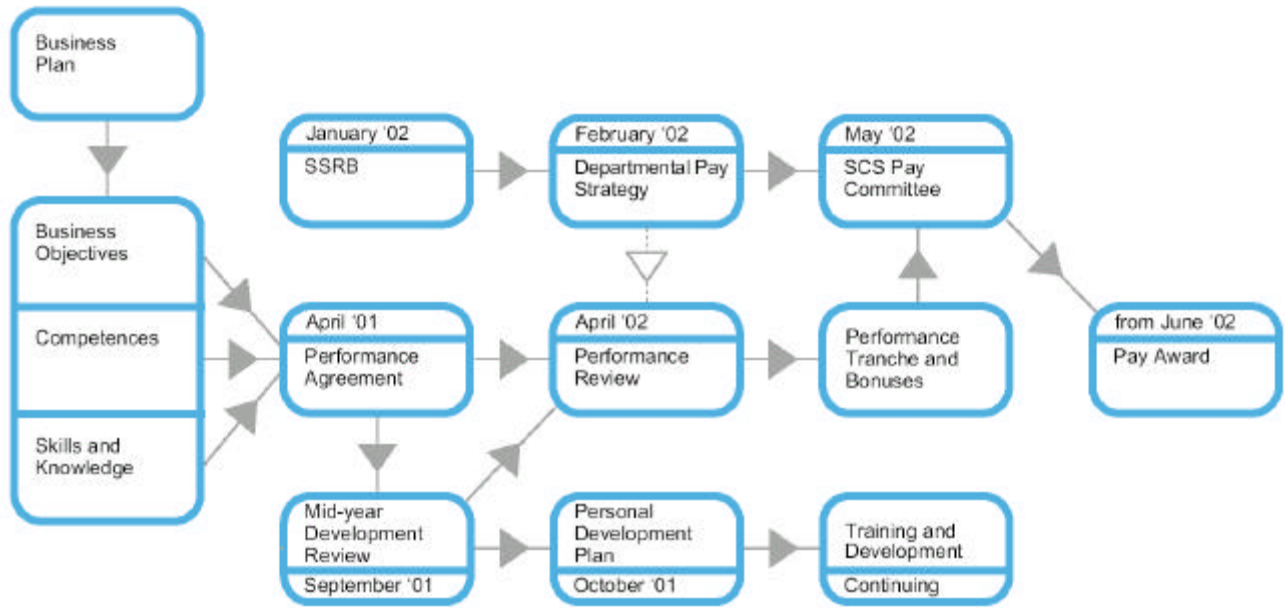 Business
Plan
January '02
SSRB
February '02
Departmental Pay
Strategy
May '02
SCS Pay
Committee
Business
Objectives
Competences
Skills and
Knowledge
April '01
Performance
Agreement
April '02
Performance
Review
Performance
Tranche and
Bonuses
from June '02
Pay Award
Mid-year
Development
Review
September '01
Personal
Development
Plan
October '01
Training and
Development
Continuing